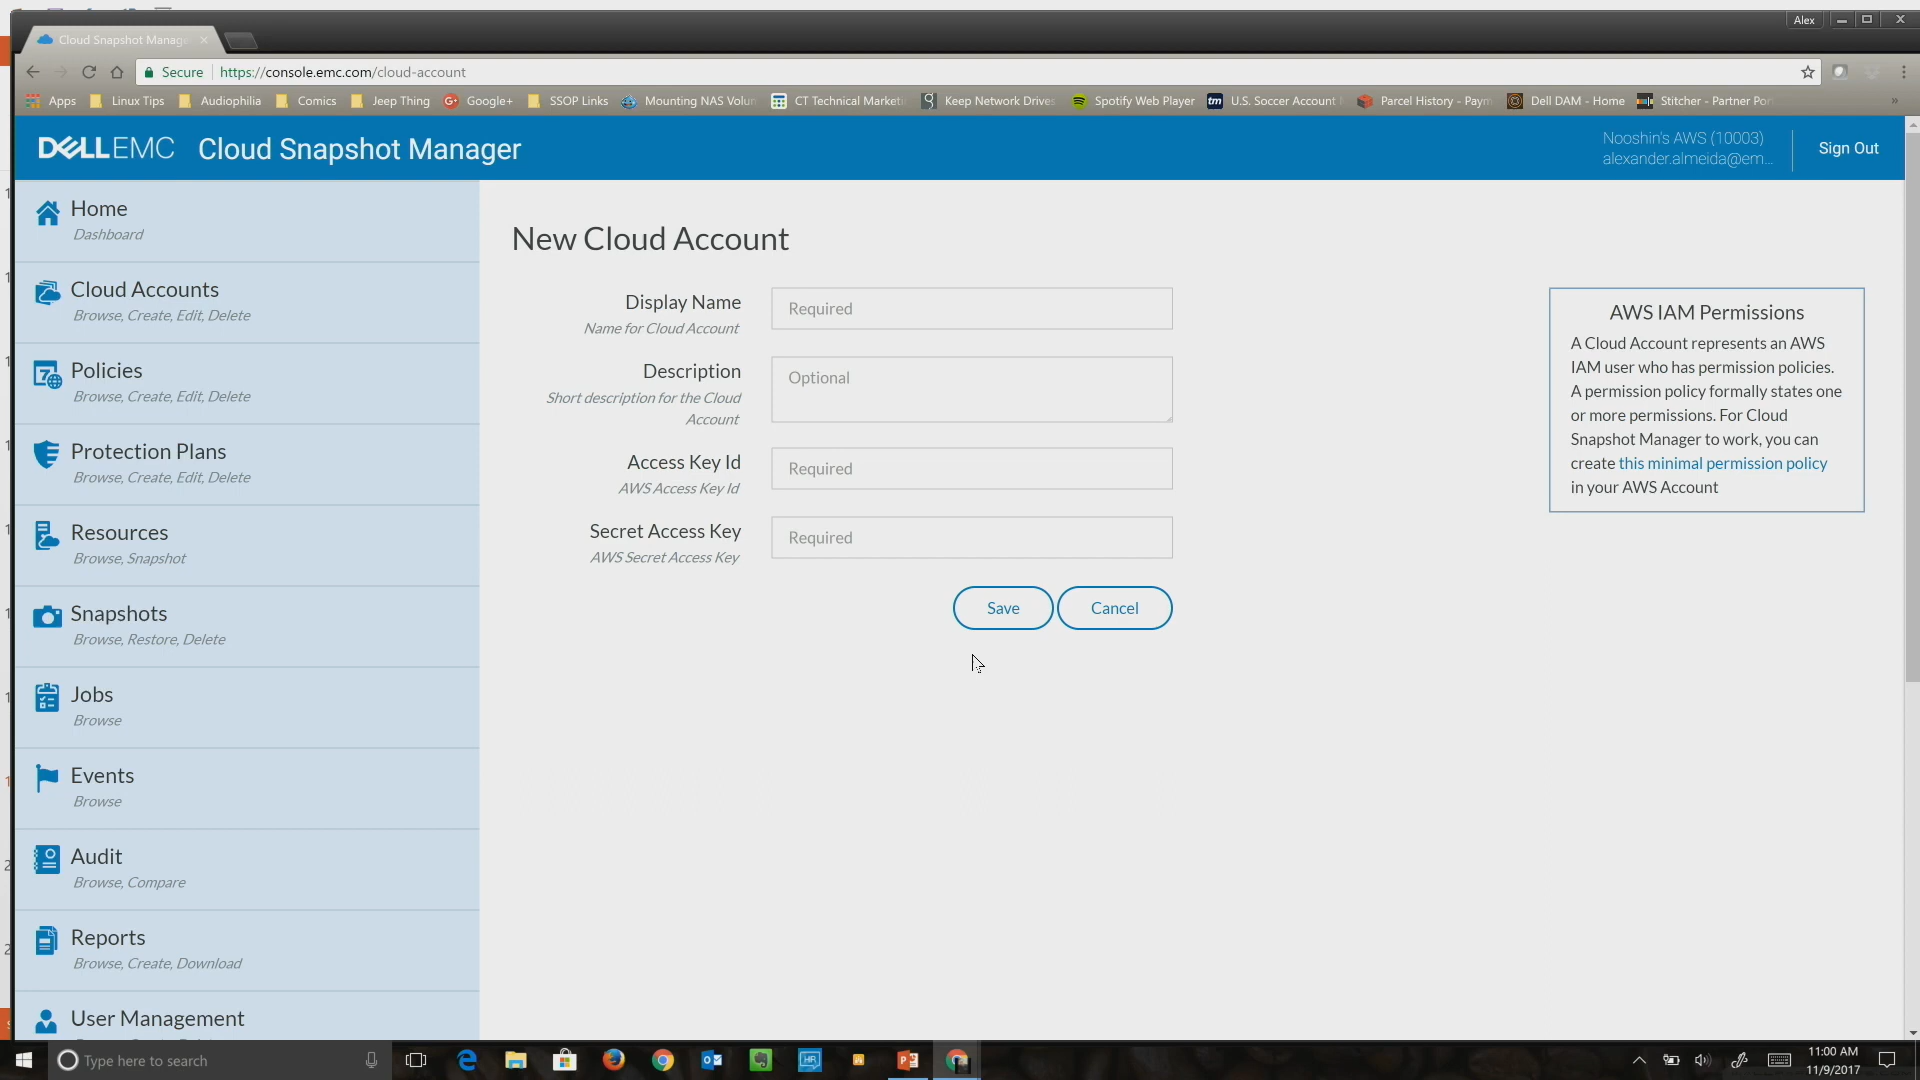 Alex
Cloud Snapshot Manage
Secure
https://console.emc.com/cloud-account
Apps
Linux Tips
Audiophilia
Comics
Jeep Thing
Google+
SSOP Links
Mounting NAS Volun
CT Technical Marketi
Keep Network Drives
Spotify Web Player
U.S. Soccer Account
Parcel History - Paym
Dell DAM - Home
Stitcher - Partner Por
»
DELLEMC
Cloud Snapshot Manager
Nooshin's AWS (10003)
alexander.almeida@em...
Sign Out
Home
Dashboard
Cloud Accounts
Browse, Create, Edit, Delete
Policies
Browse, Create, Edit, Delete
Protection Plans
Browse, Create, Edit, Delete
Resources
Browse, Snapshot
Snapshots
Browse, Restore, Delete
Jobs
Browse
Events
Browse
Audit
Browse, Compare
Reports
Browse, Create, Download
User Management
New Cloud Account
Display Name
Name for Cloud Account
Required
Description
Short description for the Cloud
Account
Optional
Access Key Id
AWS Access Key Id
Required
Secret Access Key
AWS Secret Access Key
Required
Save
Cancel
AWS IAM Permissions
A Cloud Account represents an AWS
IAM user who has permission policies.
A permission policy formally states one
or more permissions. For Cloud
Snapshot Manager to work, you can
create this minimal permission policy
in your AWS Account
Type here to search
11:00 AM
11/9/2017